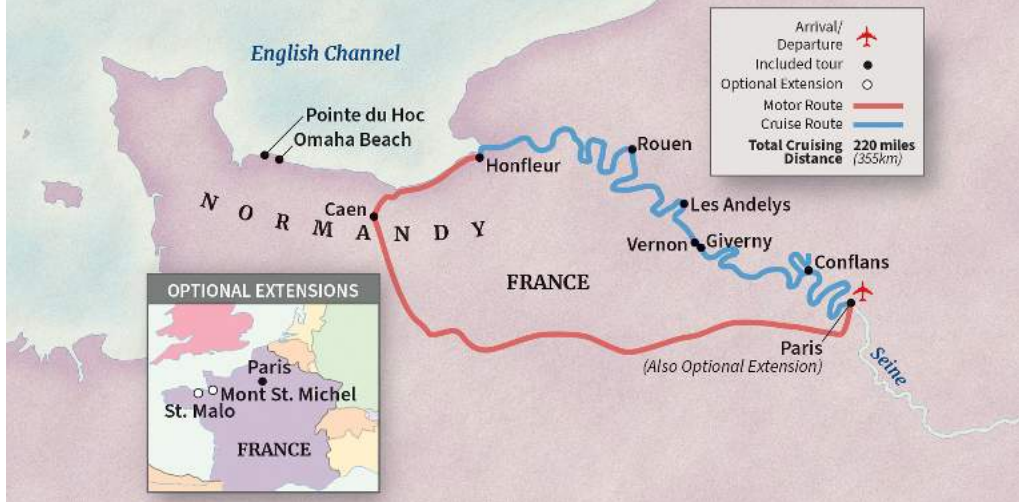 English Channel
Pointe du Hoc
Omaha Beach
Honfleur
Rouen
Caen
NORMANDY
Les Andelys
Vernon
Giverny
Conflans
FRANCE
Paris
(Also Optional Extension)
Seine
Arrival/
Departure
Included tour
Optional Extension
Motor Route
Cruise Route
Total Cruising 220 miles
Distance (355km)
OPTIONAL EXTENSIONS
Paris
Mont St. Michel
St. Malo
FRANCE